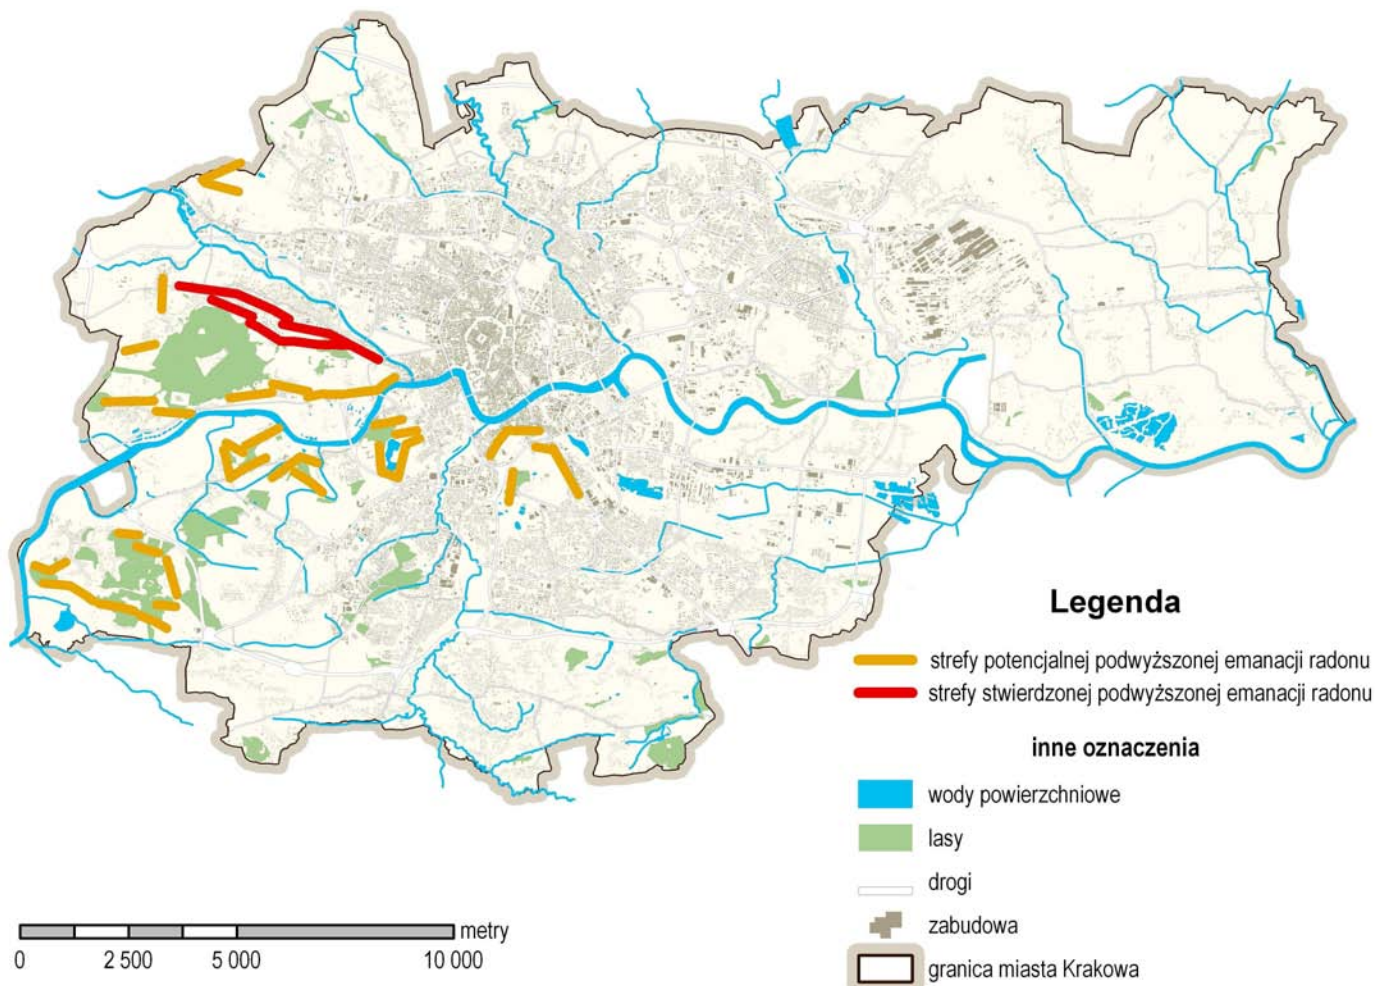 Legenda
strefy potencjalnej podwyższonej emanacji radonu
strefy stwierdzonej podwyższonej emanacji radonu
inne oznaczenia
wody powierzchniowe
lasy
drogi
zabudowa
granica miasta Krakowa
metry
0 2 500 5 000 10 000